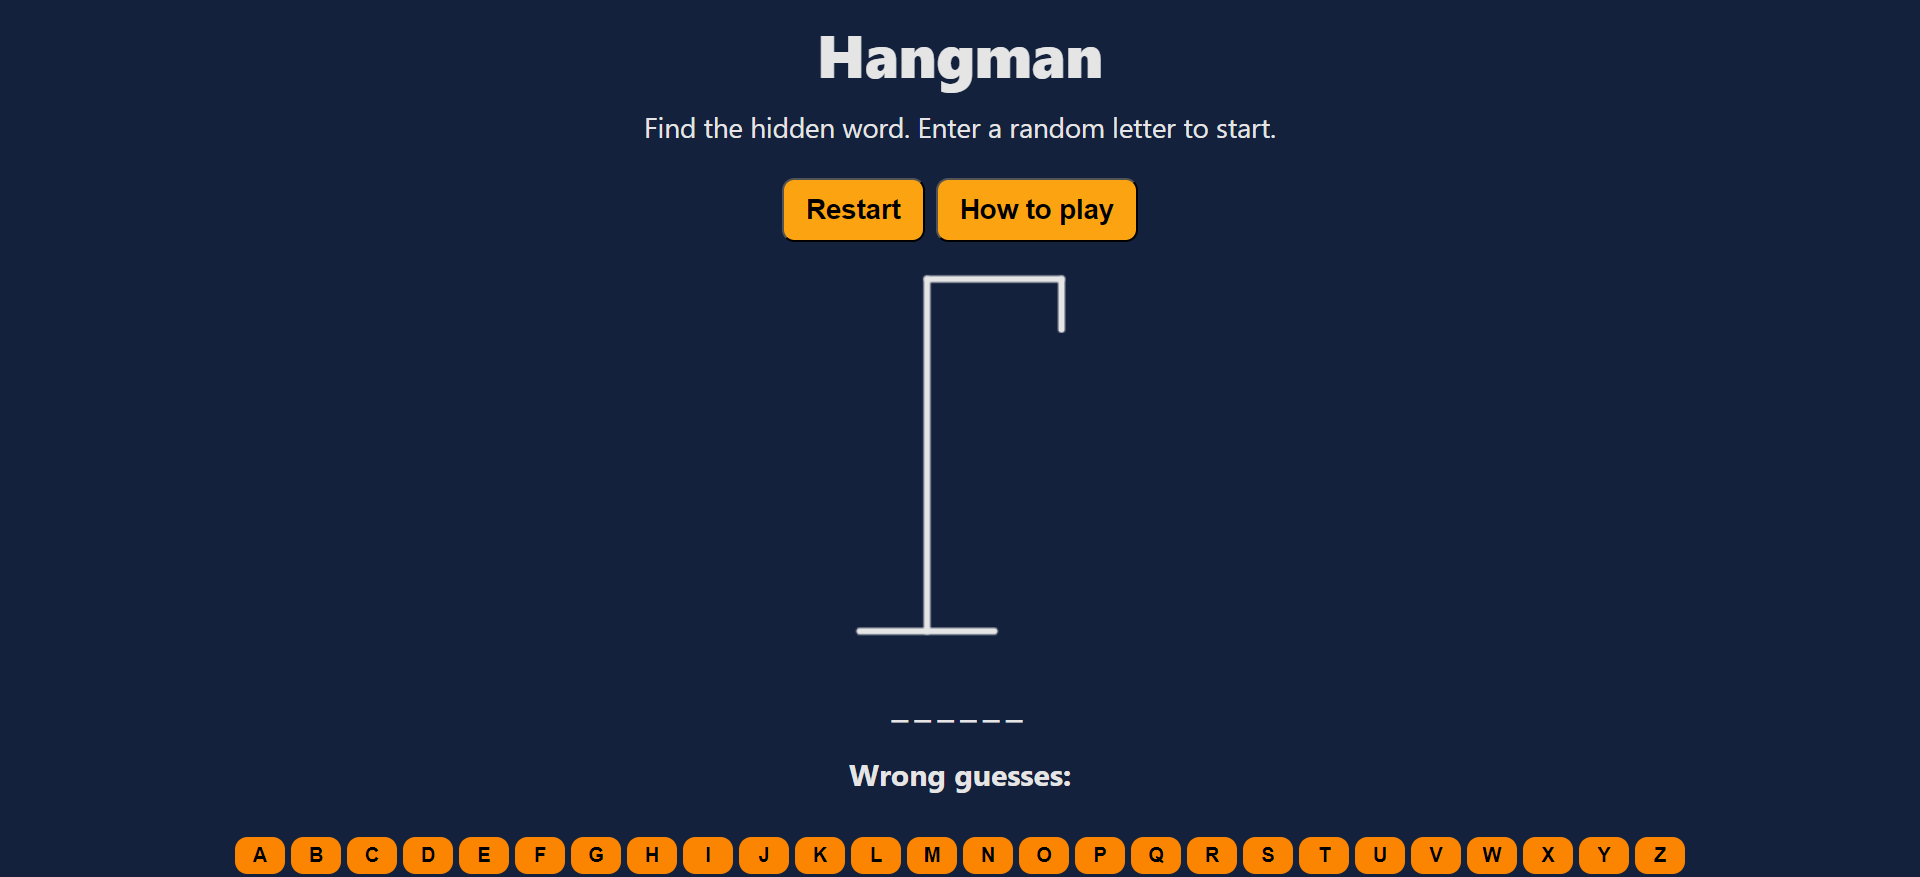 Hangman
Find the hidden word. Enter a random letter to start.
Restart How to play
_ _ _ _ _ _
Wrong guesses:
A B C D E F G H I J K L M N O P Q R S T U V W X Y Z